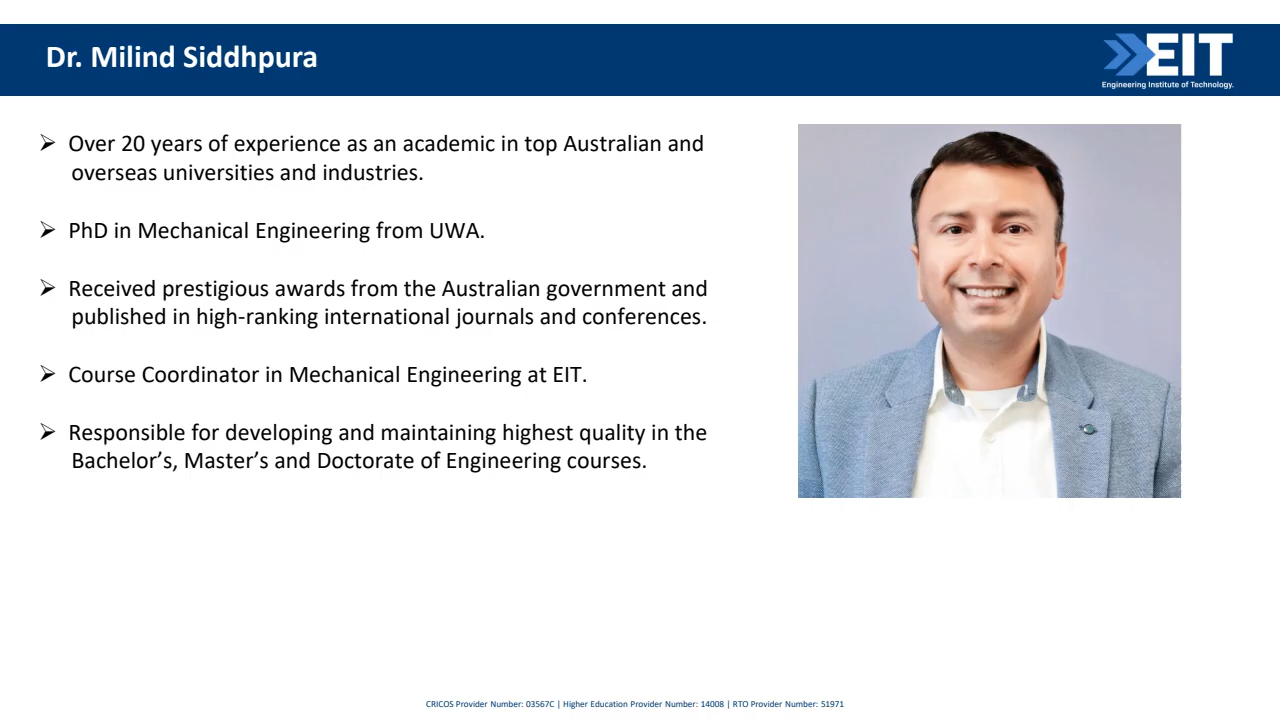 Dr. Milind Siddhpura
EIT
Engineering Institute of Technology.
➢ Over 20 years of experience as an academic in top Australian and
overseas universities and industries.
➢ PhD in Mechanical Engineering from UWA.
➢ Received prestigious awards from the Australian government and
published in high-ranking international journals and conferences.
➢ Course Coordinator in Mechanical Engineering at EIT.
➢ Responsible for developing and maintaining highest quality in the
Bachelor’s, Master’s and Doctorate of Engineering courses.
CRICOS Provider Number: 03567C | Higher Education Provider Number: 14008 | RTO Provider Number: 51971